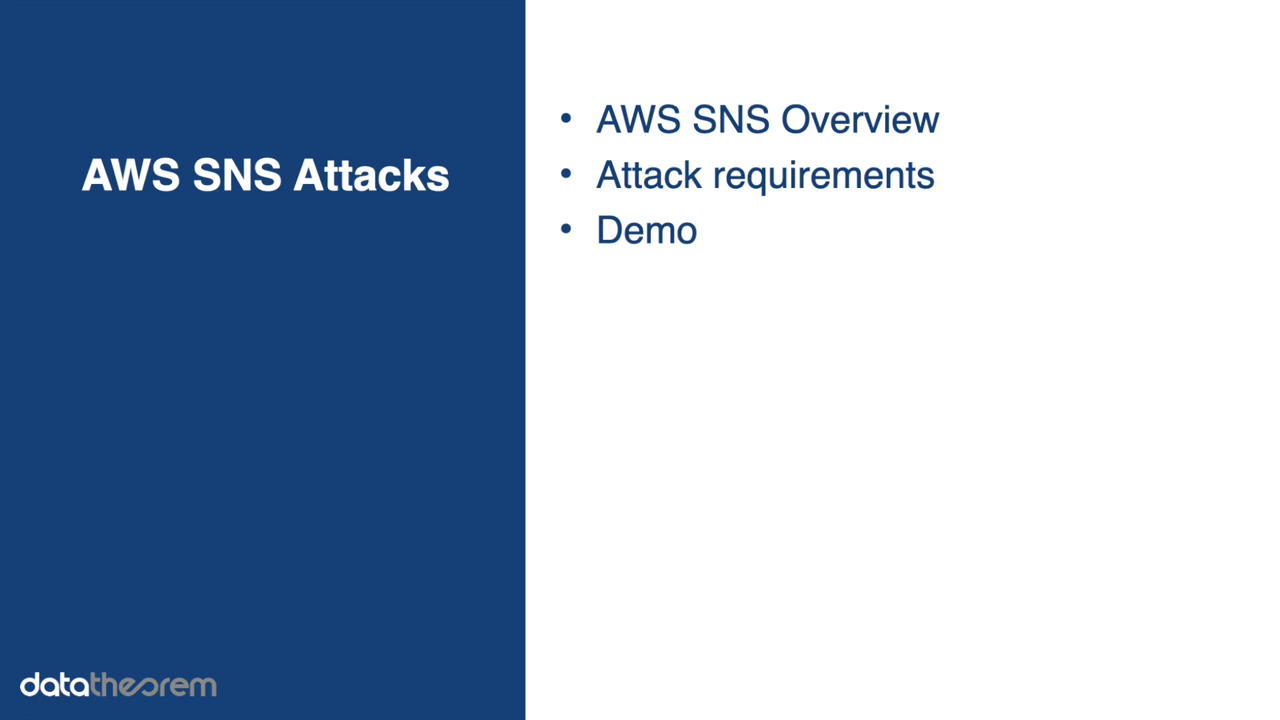 AWS SNS Attacks
• AWS SNS Overview
• Attack requirements
• Demo
datatheorem